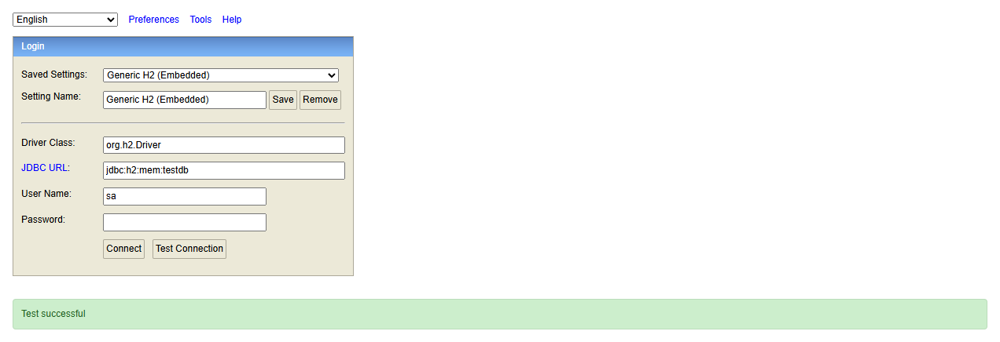 English Preferences Tools Help
Login
Saved Settings: Generic H2 (Embedded)
Setting Name: Generic H2 (Embedded) Save Remove
Driver Class: org.h2.Driver
JDBC URL: jdbc:h2:mem:testdb
User Name: sa
Password:
Connect Test Connection
Test successful